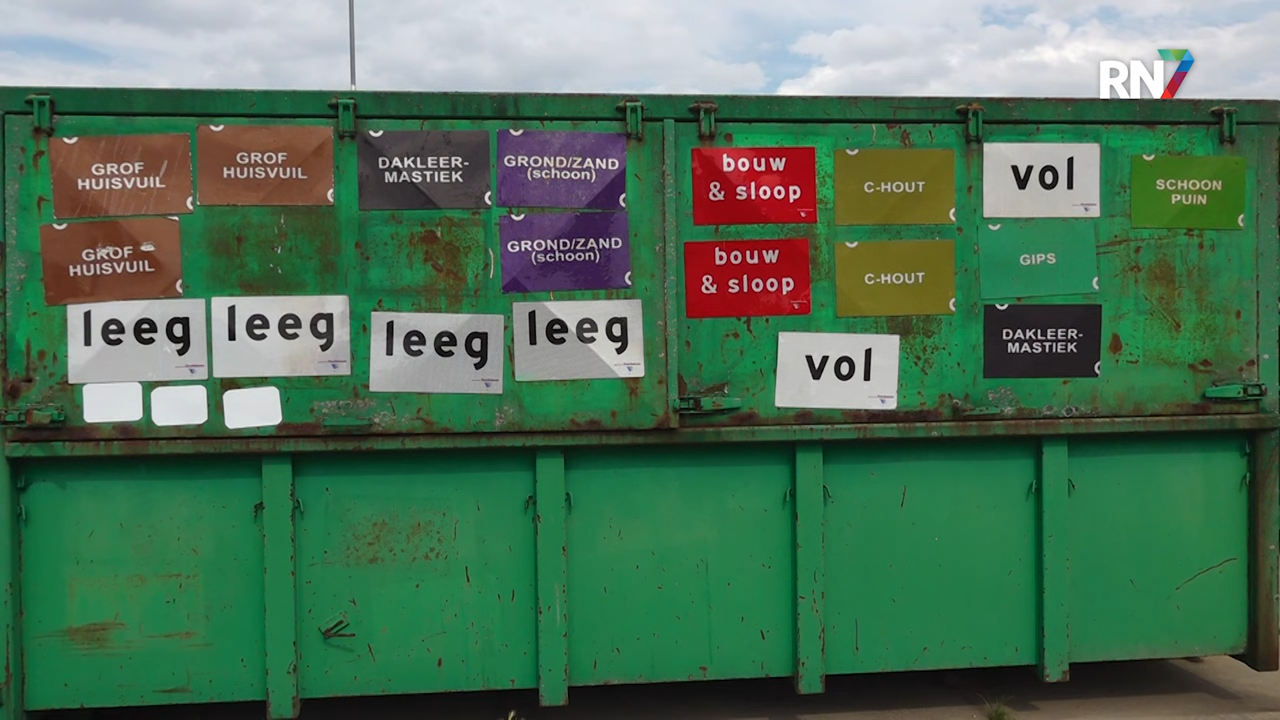 RN7
GROF
HUISVUIL
GROF
HUISVUIL
DAKLEER-
MASTIEK
GROND/ZAND
(schoon)
bouw
& sloop
C-HOUT
vol
SCHOON
PUIN
GROF
HUISVUIL
GROND/ZAND
(schoon)
bouw
& sloop
C-HOUT
GIPS
leeg
leeg
leeg
leeg
vol
DAKLEER-
MASTIEK